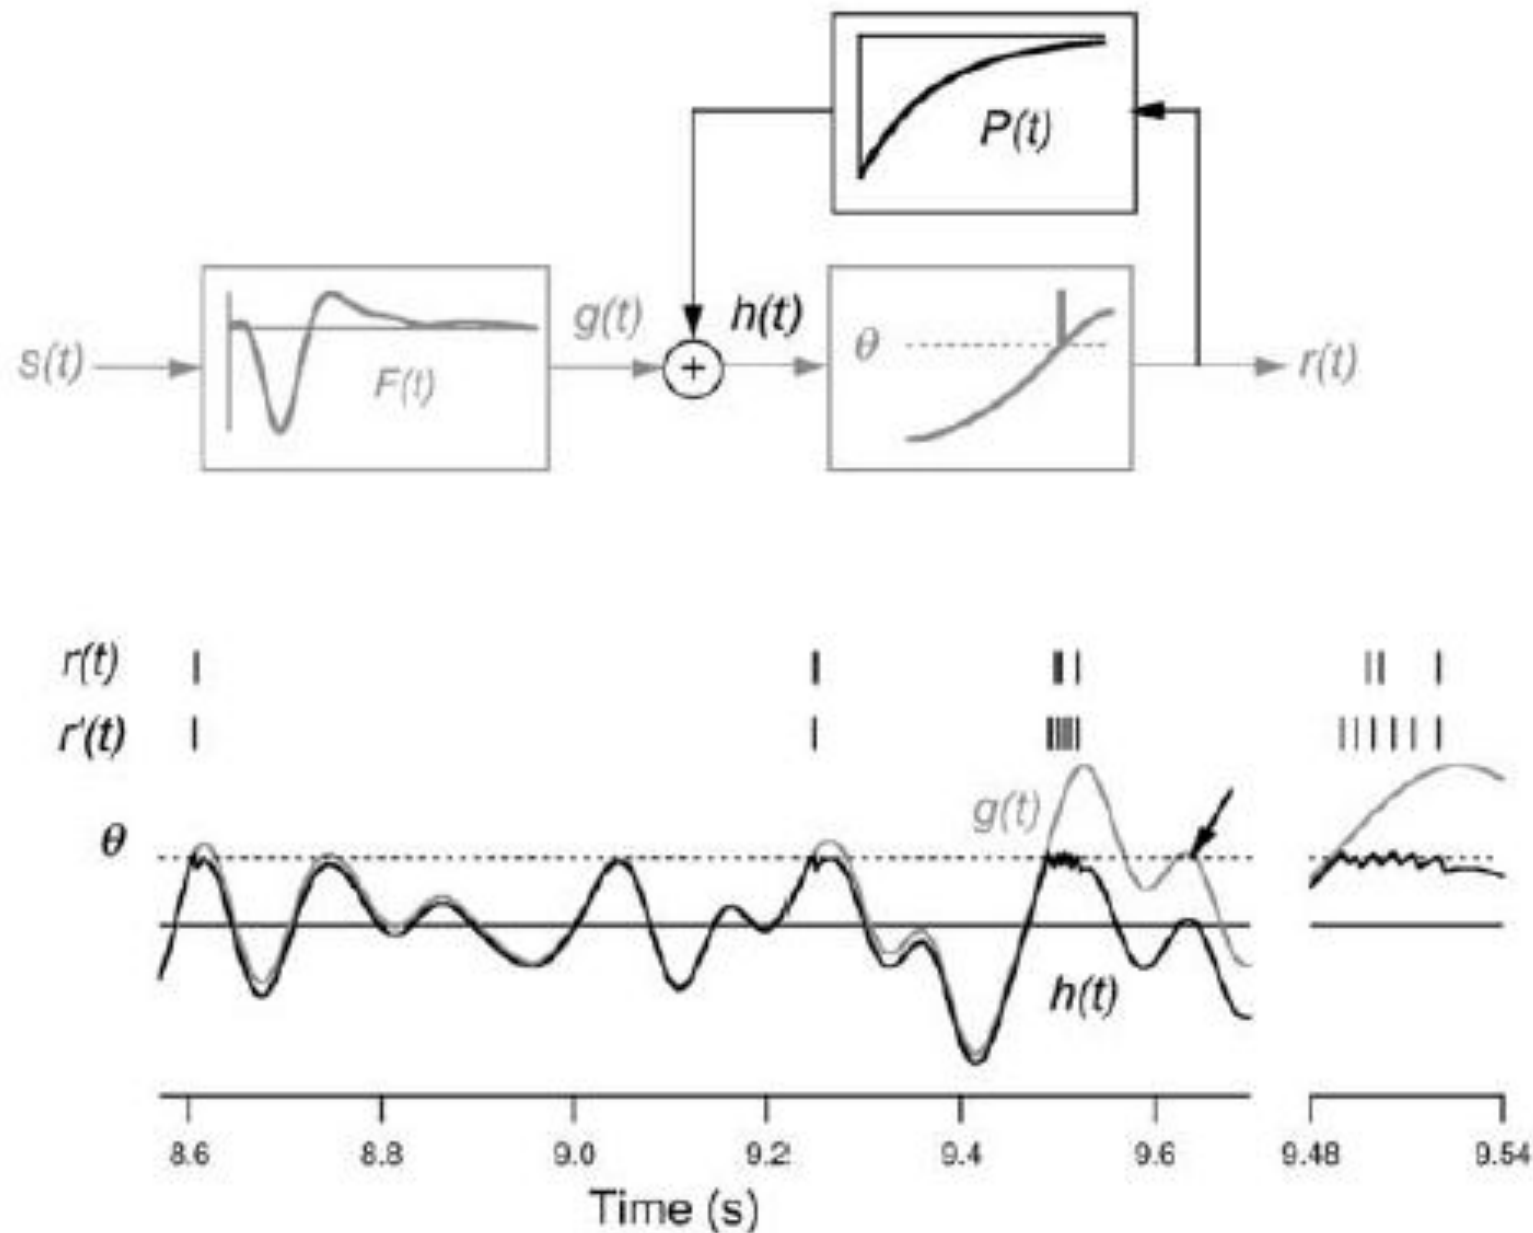 P(t)
s(t)
F(t)
g(t)
+
h(t)
θ
r(t)
r(t)
r'(t)
θ
g(t)
h(t)
8.6 8.8 9.0 9.2 9.4 9.6 9.48 9.54
Time (s)